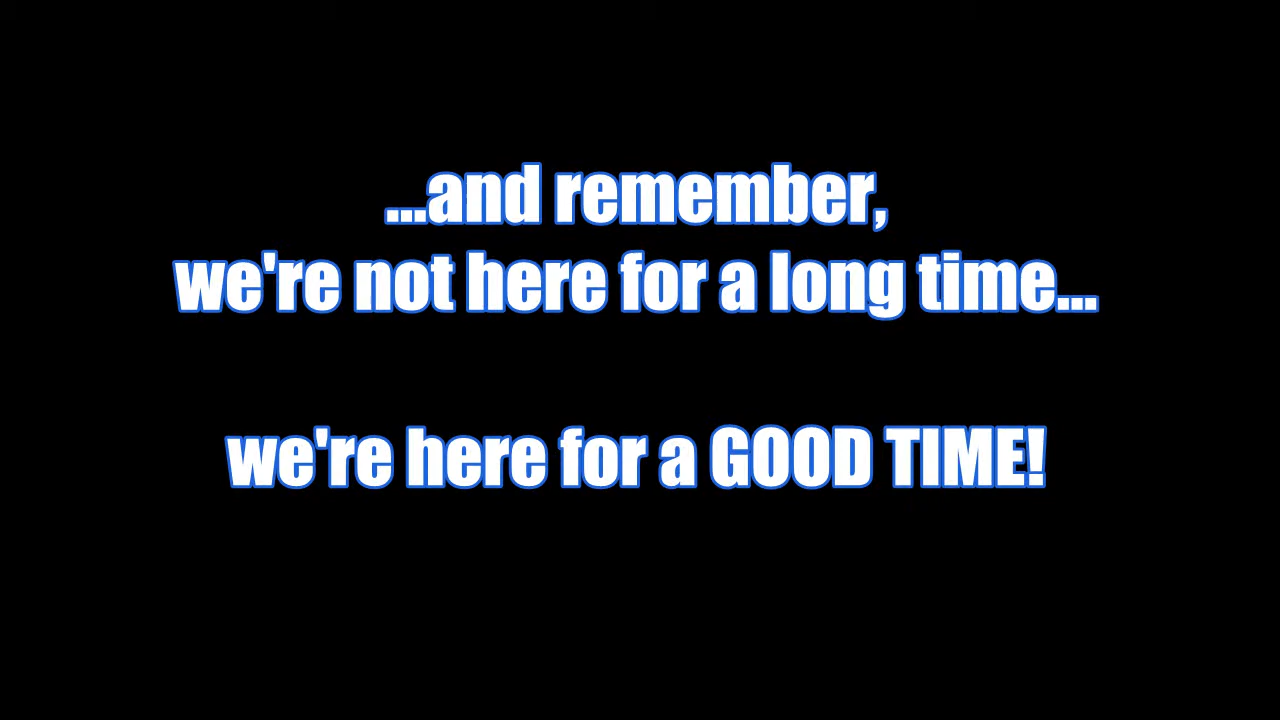 ...and remember,
we're not here for a long time...
we're here for a GOOD TIME!